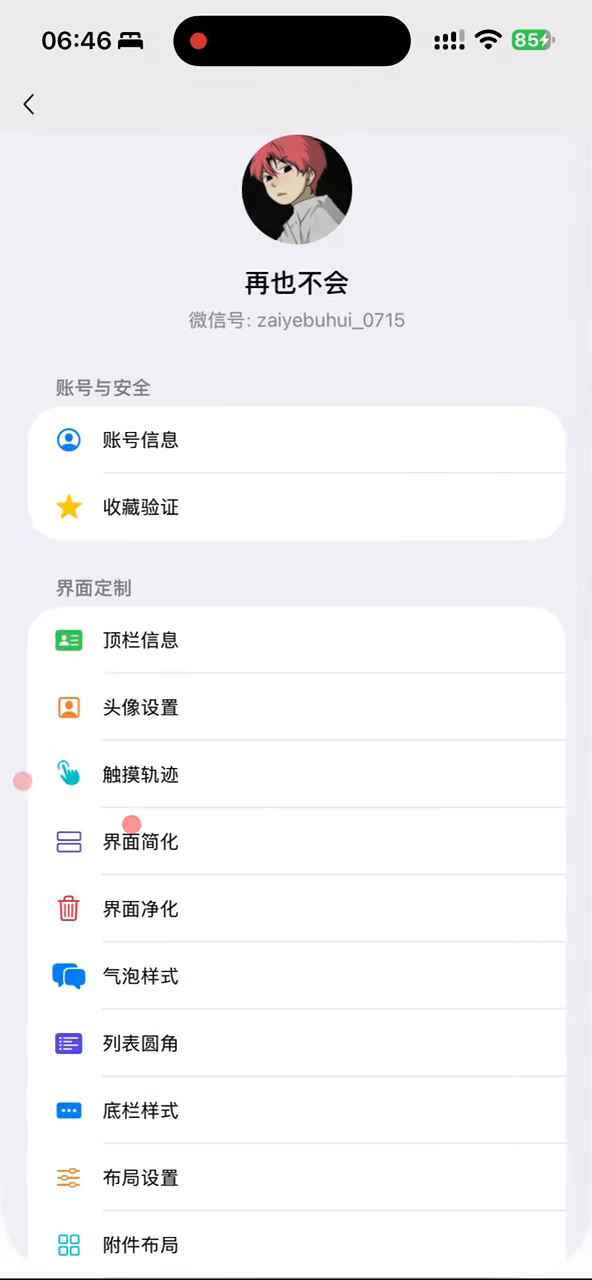 06:46
85
再也不会
微信号: zaiyebuhui_0715
账号与安全
账号信息
收藏验证
界面定制
顶栏信息
头像设置
触摸轨迹
界面简化
界面净化
气泡样式
列表圆角
底栏样式
布局设置
附件布局